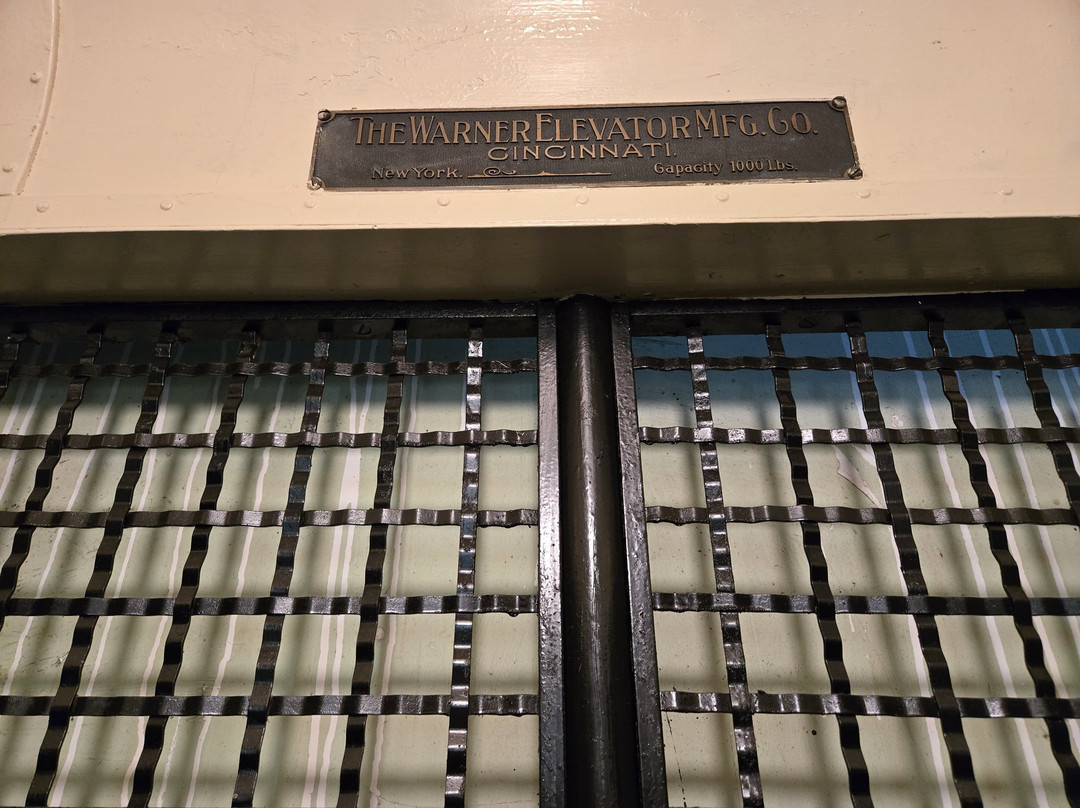 The Warner Elevator Mfg. Co.
CINCINNATI.
New York. Capacity 1000 Lbs.